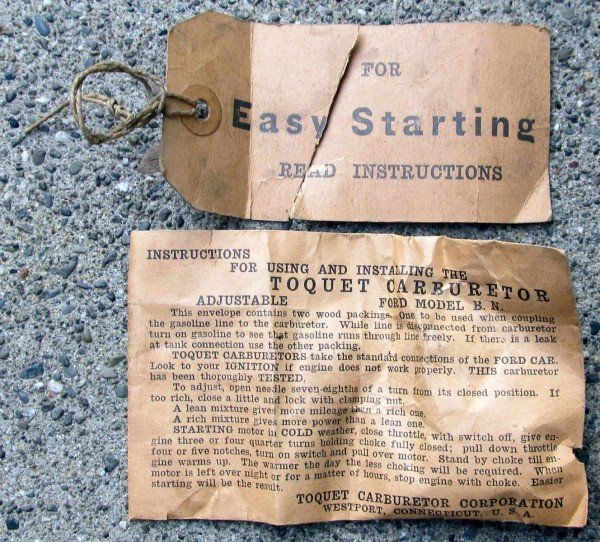 FOR
Easy Starting
READ INSTRUCTIONS
INSTRUCTIONS
FOR USING AND INSTALLING THE
TOQUET CARBURETOR
ADJUSTABLE FORD MODEL B. N.
This envelope contains two wood packings. One to be used when coupling
the gasoline line to the carburetor. While line is disconnected from carburetor
turn on gasoline to see that gasoline runs through line freely. If there is a leak
at tank connection use the other packing.
TOQUET CARBURETORS take the standard connections of the FORD CAR.
Look to your IGNITION if engine does not work properly. THIS carburetor
has been thoroughly TESTED.
To adjust, open needle seven-eighths of a turn from its closed position. If
too rich, close a little and lock with clamping nut.
A lean mixture gives more mileage than a rich one.
A rich mixture gives more power than a lean one.
STARTING motor in COLD weather, close throttle, with switch off, give en-
gine three or four quarter turns holding choke fully closed; pull down throttle
four or five notches, turn on switch and pull over motor. Stand by choke till en-
gine warms up. The warmer the day the less choking will be required. When
motor is left over night or for a matter of hours, stop engine with choke. Easier
starting will be the result.
TOQUET CARBURETOR CORPORATION
WESTPORT, CONNECTICUT, U. S. A.